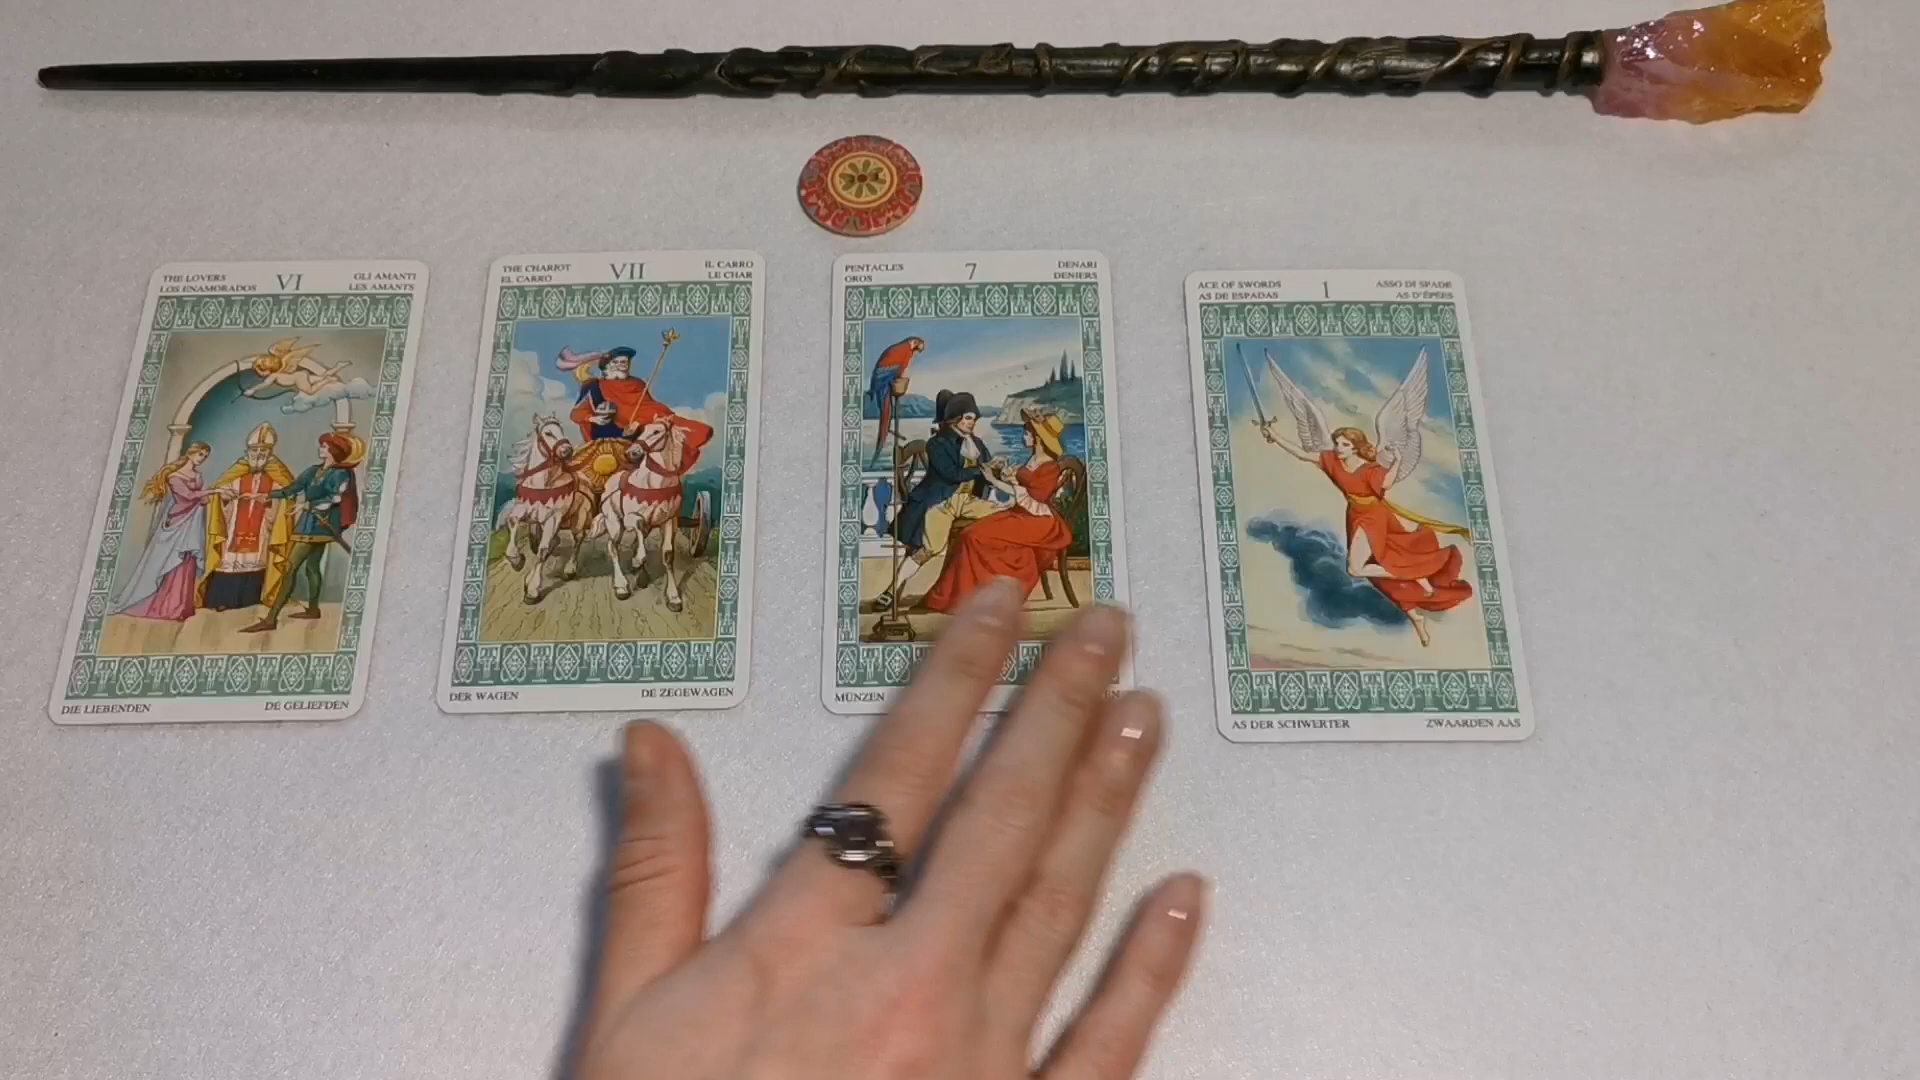 THE LOVERS VI GLI AMANTI
LOS ENAMORADOS LES AMANTS
DIE LIEBENDEN DE GELIEFDEN
THE CHARIOT VII IL CARRO
EL CARRO LE CHAR
DER WAGEN DE ZEGEWAGEN
PENTACLES 7 DENARI
OROS DENIERS
MÜNZEN
ACE OF SWORDS 1 ASSO DI SPADE
AS DE ESPADAS AS D'ÉPÉES
AS DER SCHWERTER ZWAARDEN AAS